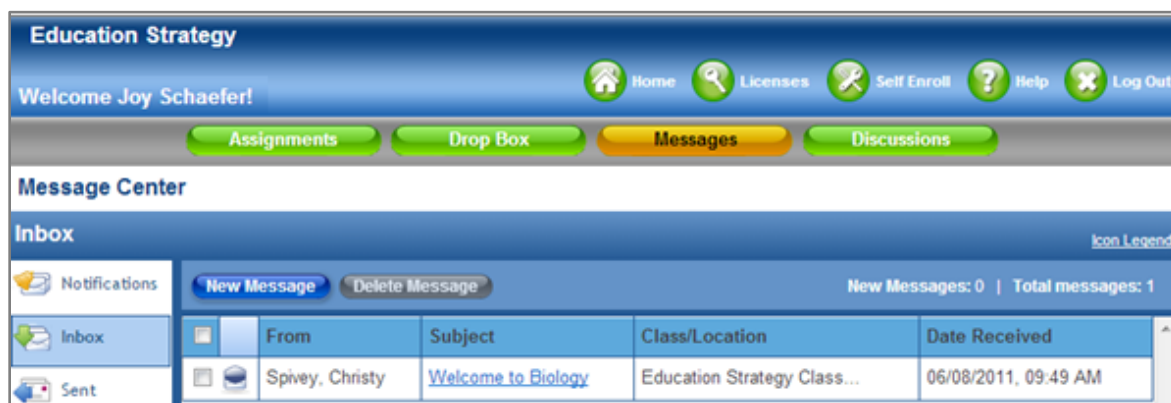 Education Strategy
Home Licenses Self Enroll ? Help Log Out
Welcome Joy Schaefer!
Assignments Drop Box Messages Discussions
Message Center
Inbox
Icon Legend
Notifications New Message Delete Message New Messages: 0 | Total messages: 1
Inbox From Subject Class/Location Date Received
Sent Spivey, Christy Welcome to Biology Education Strategy Class... 06/08/2011, 09:49 AM